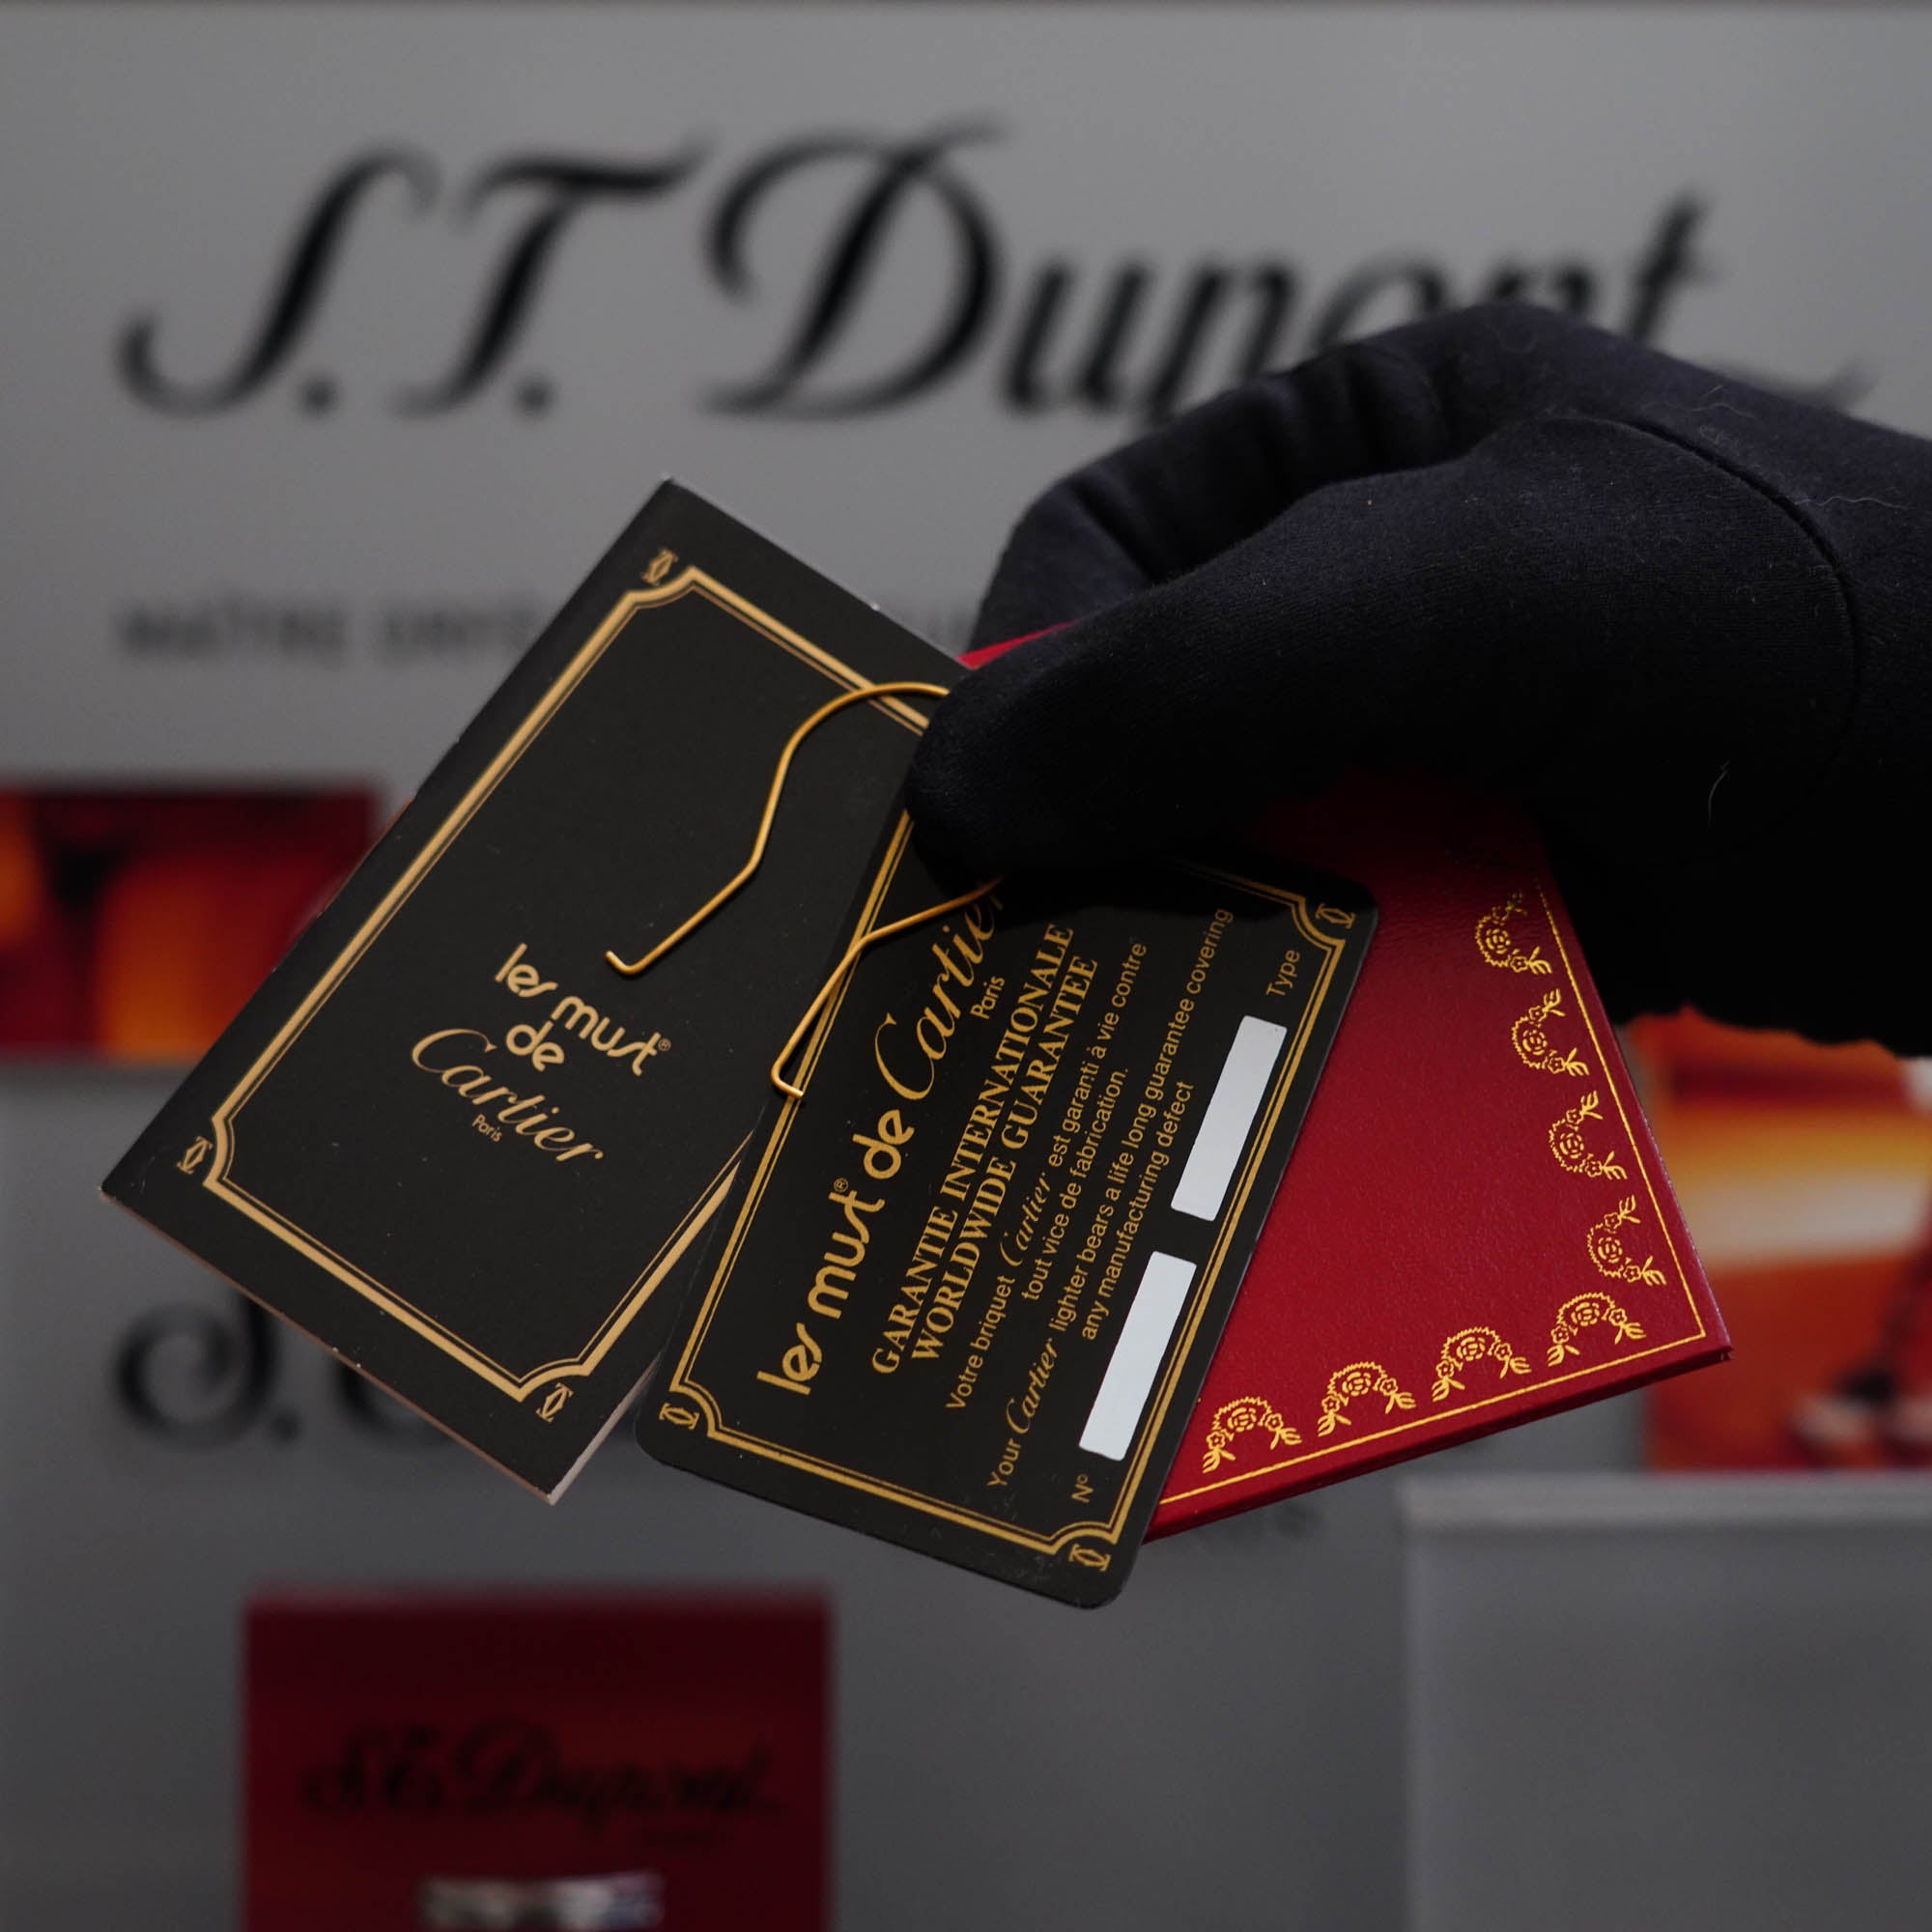 S.T. Dupont
MAÎTRE
les must®
de
Cartier
Paris
les must® de Cartier
Paris
GARANTIE INTERNATIONALE
WORLDWIDE GUARANTEE
Votre briquet Cartier est garanti à vie contre
tout vice de fabrication.
Your Cartier lighter bears a life long guarantee covering
any manufacturing defect
N° Type
S.T. Dupont